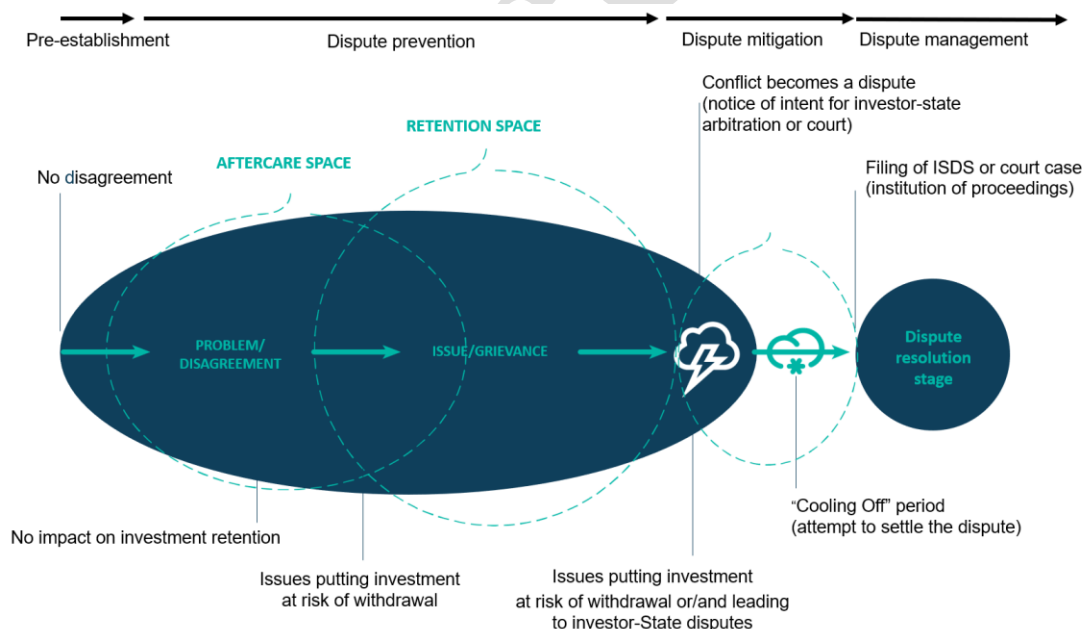 Pre-establishment
Dispute prevention
Dispute mitigation
Dispute management
Conflict becomes a dispute
(notice of intent for investor-state
arbitration or court)
RETENTION SPACE
AFTERCARE SPACE
No disagreement
Filing of ISDS or court case
(institution of proceedings)
PROBLEM/
DISAGREEMENT
ISSUE/GRIEVANCE
Dispute
resolution
stage
"Cooling Off" period
(attempt to settle the dispute)
No impact on investment retention
Issues putting investment
at risk of withdrawal
Issues putting investment
at risk of withdrawal or/and leading
to investor-State disputes